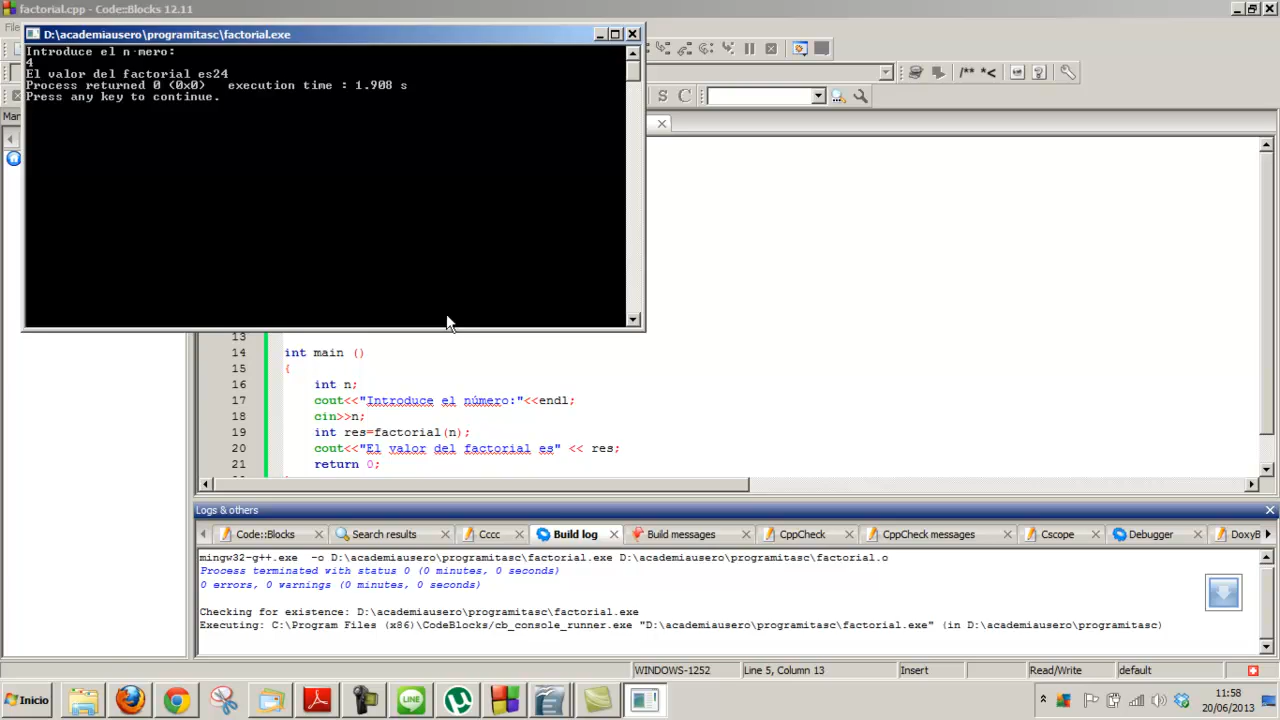 factorial.cpp - Code::Blocks 12.11
D:\academiausero\programitasc\factorial.exe
Introduce el n·mero:
4
El valor del factorial es24
Process returned 0 (0x0)   execution time : 1.908 s
Press any key to continue.
/** *<
S C
13
14 int main ()
15 {
16 int n;
17 cout<<"Introduce el número:"<<endl;
18 cin>>n;
19 int res=factorial(n);
20 cout<<"El valor del factorial es" << res;
21 return 0;
Logs & others
Code::Blocks Search results Cccc Build log Build messages CppCheck CppCheck messages Cscope Debugger DoxyB
mingw32-g++.exe  -o D:\academiausero\programitasc\factorial.exe D:\academiausero\programitasc\factorial.o
Process terminated with status 0 (0 minutes, 0 seconds)
0 errors, 0 warnings (0 minutes, 0 seconds)
Checking for existence: D:\academiausero\programitasc\factorial.exe
Executing: C:\Program Files (x86)\CodeBlocks/cb_console_runner.exe "D:\academiausero\programitasc\factorial.exe" (in D:\academiausero\programitasc)
WINDOWS-1252 Line 5, Column 13 Insert Read/Write default
Inicio LINE 11:58
20/06/2013